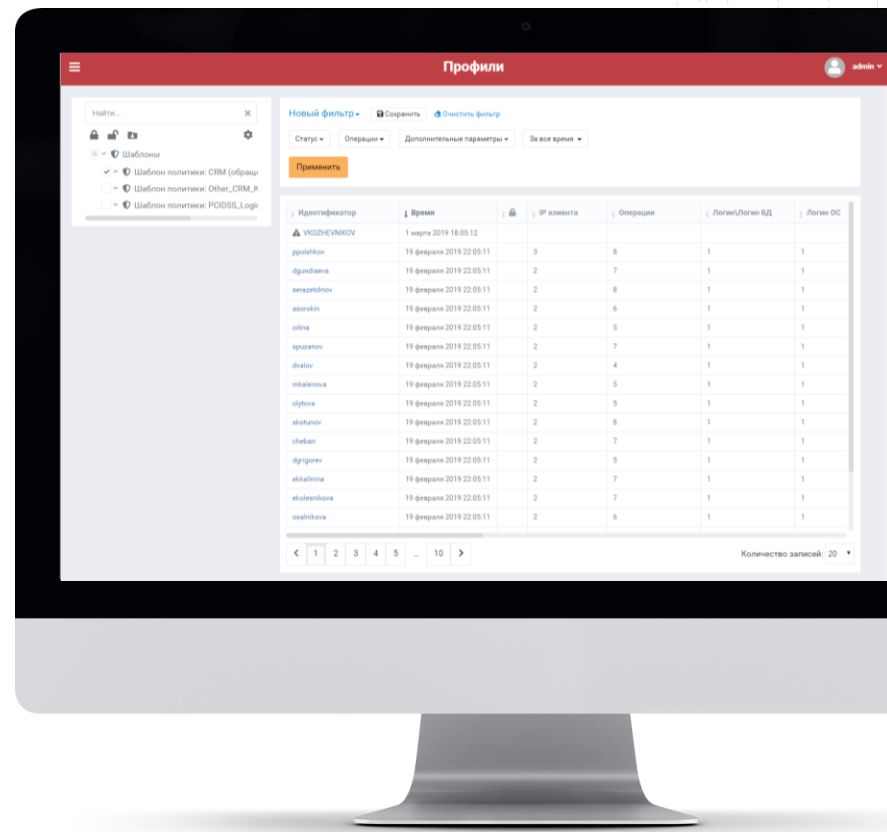 Профили
admin
Найти...
Шаблоны
Шаблон политики: CRM (обращ
Шаблон политики: Other_CRM_К
Шаблон политики: PCIDSS_Logi
Новый фильтр Сохранить Очистить фильтр
Статус Операции Дополнительные параметры За все время
Применить
Идентификатор Время IP клиента Операции Логин\Логин БД Логин ОС
VKOZHEVNIKOV 1 марта 2019 18:05:12
ppolshkov 19 февраля 2019 22:05:11 3 8 1 1
dgundiaeva 19 февраля 2019 22:05:11 2 7 1 1
serazetdinov 19 февраля 2019 22:05:11 2 8 1 1
asorokin 19 февраля 2019 22:05:11 2 6 1 1
oilina 19 февраля 2019 22:05:11 2 5 1 1
spuzanov 19 февраля 2019 22:05:11 2 7 1 1
dvalov 19 февраля 2019 22:05:11 2 4 1 1
mkalenova 19 февраля 2019 22:05:11 2 5 1 1
olytova 19 февраля 2019 22:05:11 2 5 1 1
skotunov 19 февраля 2019 22:05:11 2 8 1 1
cheban 19 февраля 2019 22:05:11 2 7 1 1
dgrigorev 19 февраля 2019 22:05:11 2 5 1 1
ekkalinina 19 февраля 2019 22:05:11 2 7 1 1
ekolesnikova 19 февраля 2019 22:05:11 2 7 1 1
osalnikova 19 февраля 2019 22:05:11 2 6 1 1
1 2 3 4 5 ... 10
Количество записей: 20